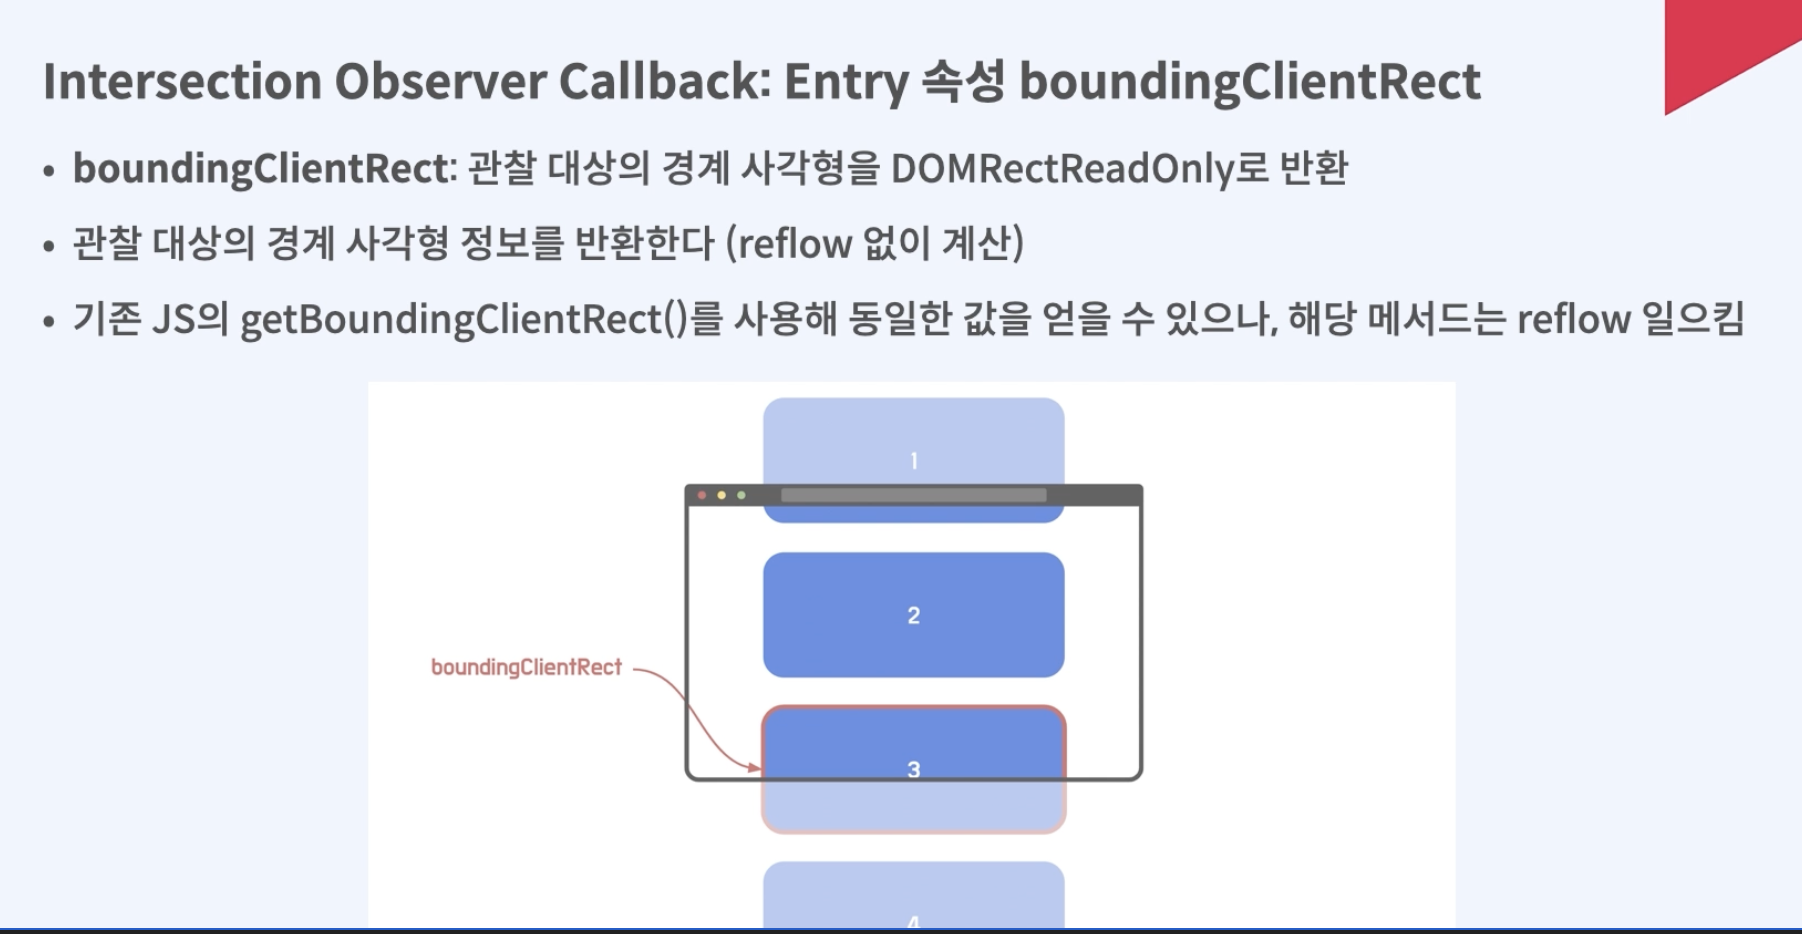 Intersection Observer Callback: Entry 속성 boundingClientRect
• boundingClientRect: 관찰 대상의 경계 사각형을 DOMRectReadOnly로 반환
• 관찰 대상의 경계 사각형 정보를 반환한다 (reflow 없이 계산)
• 기존 JS의 getBoundingClientRect()를 사용해 동일한 값을 얻을 수 있으나, 해당 메서드는 reflow 일으킴
1
2
boundingClientRect
3
4